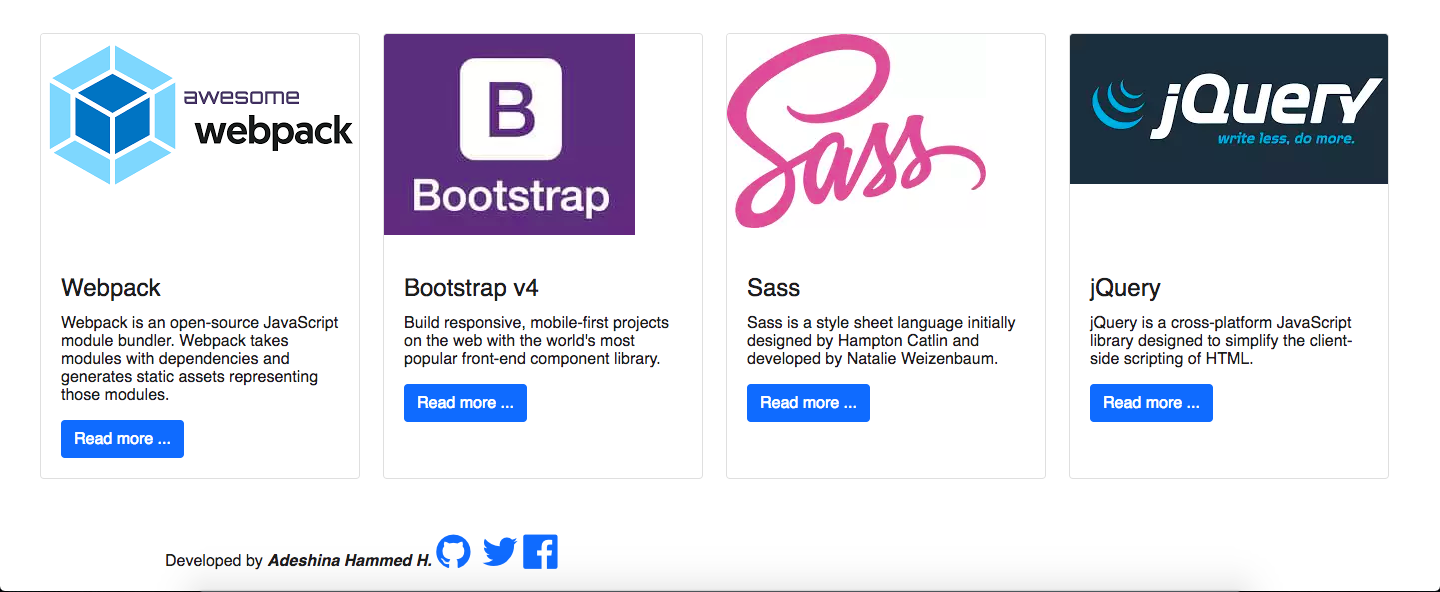 awesome
webpack
B
Bootstrap
Sass
jQuery
write less, do more.
Webpack
Webpack is an open-source JavaScript
module bundler. Webpack takes
modules with dependencies and
generates static assets representing
those modules.
Read more ...
Bootstrap v4
Build responsive, mobile-first projects
on the web with the world's most
popular front-end component library.
Read more ...
Sass
Sass is a style sheet language initially
designed by Hampton Catlin and
developed by Natalie Weizenbaum.
Read more ...
jQuery
jQuery is a cross-platform JavaScript
library designed to simplify the client-
side scripting of HTML.
Read more ...
Developed by Adeshina Hammed H.